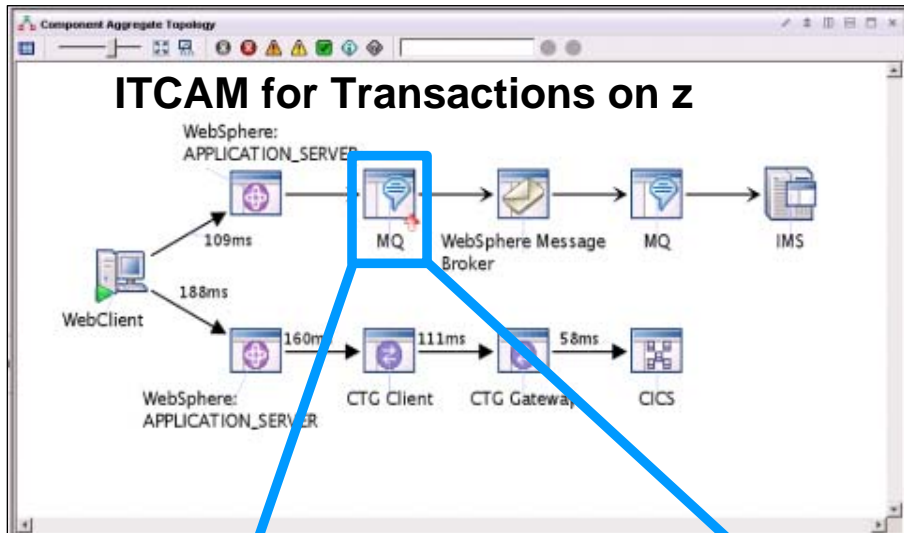 Component Aggregate Topology
ITCAM for Transactions on z
WebSphere:
APPLICATION_SERVER
109ms
MQ
WebSphere Message
Broker
MQ
IMS
188ms
WebClient
160ms
111ms
58ms
WebSphere:
APPLICATION_SERVER
CTG Client
CTG Gateway
CICS